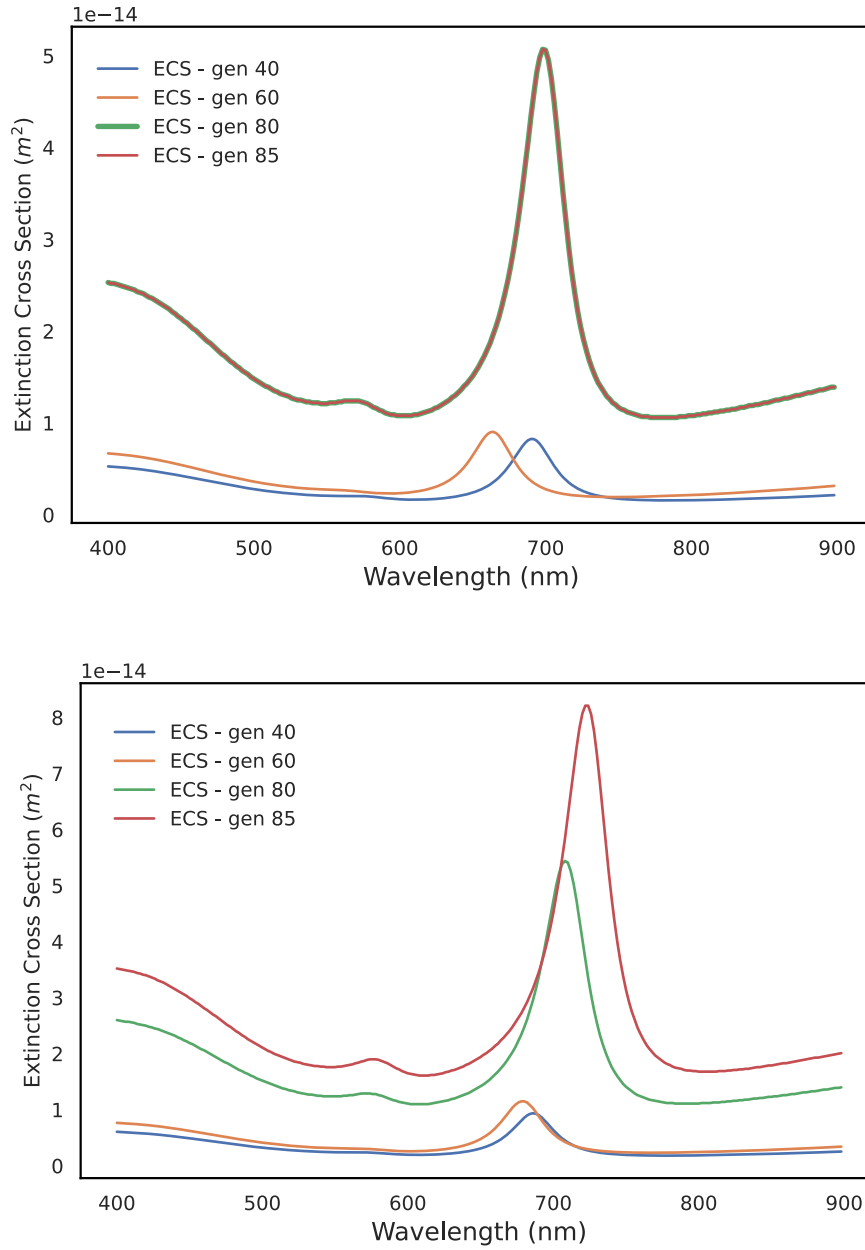 1e−14
5
4
3
2
1
0
Extinction Cross Section (m²)
ECS - gen 40
ECS - gen 60
ECS - gen 80
ECS - gen 85
400 500 600 700 800 900
Wavelength (nm)
1e−14
8
7
6
5
4
3
2
1
0
Extinction Cross Section (m²)
ECS - gen 40
ECS - gen 60
ECS - gen 80
ECS - gen 85
400 500 600 700 800 900
Wavelength (nm)